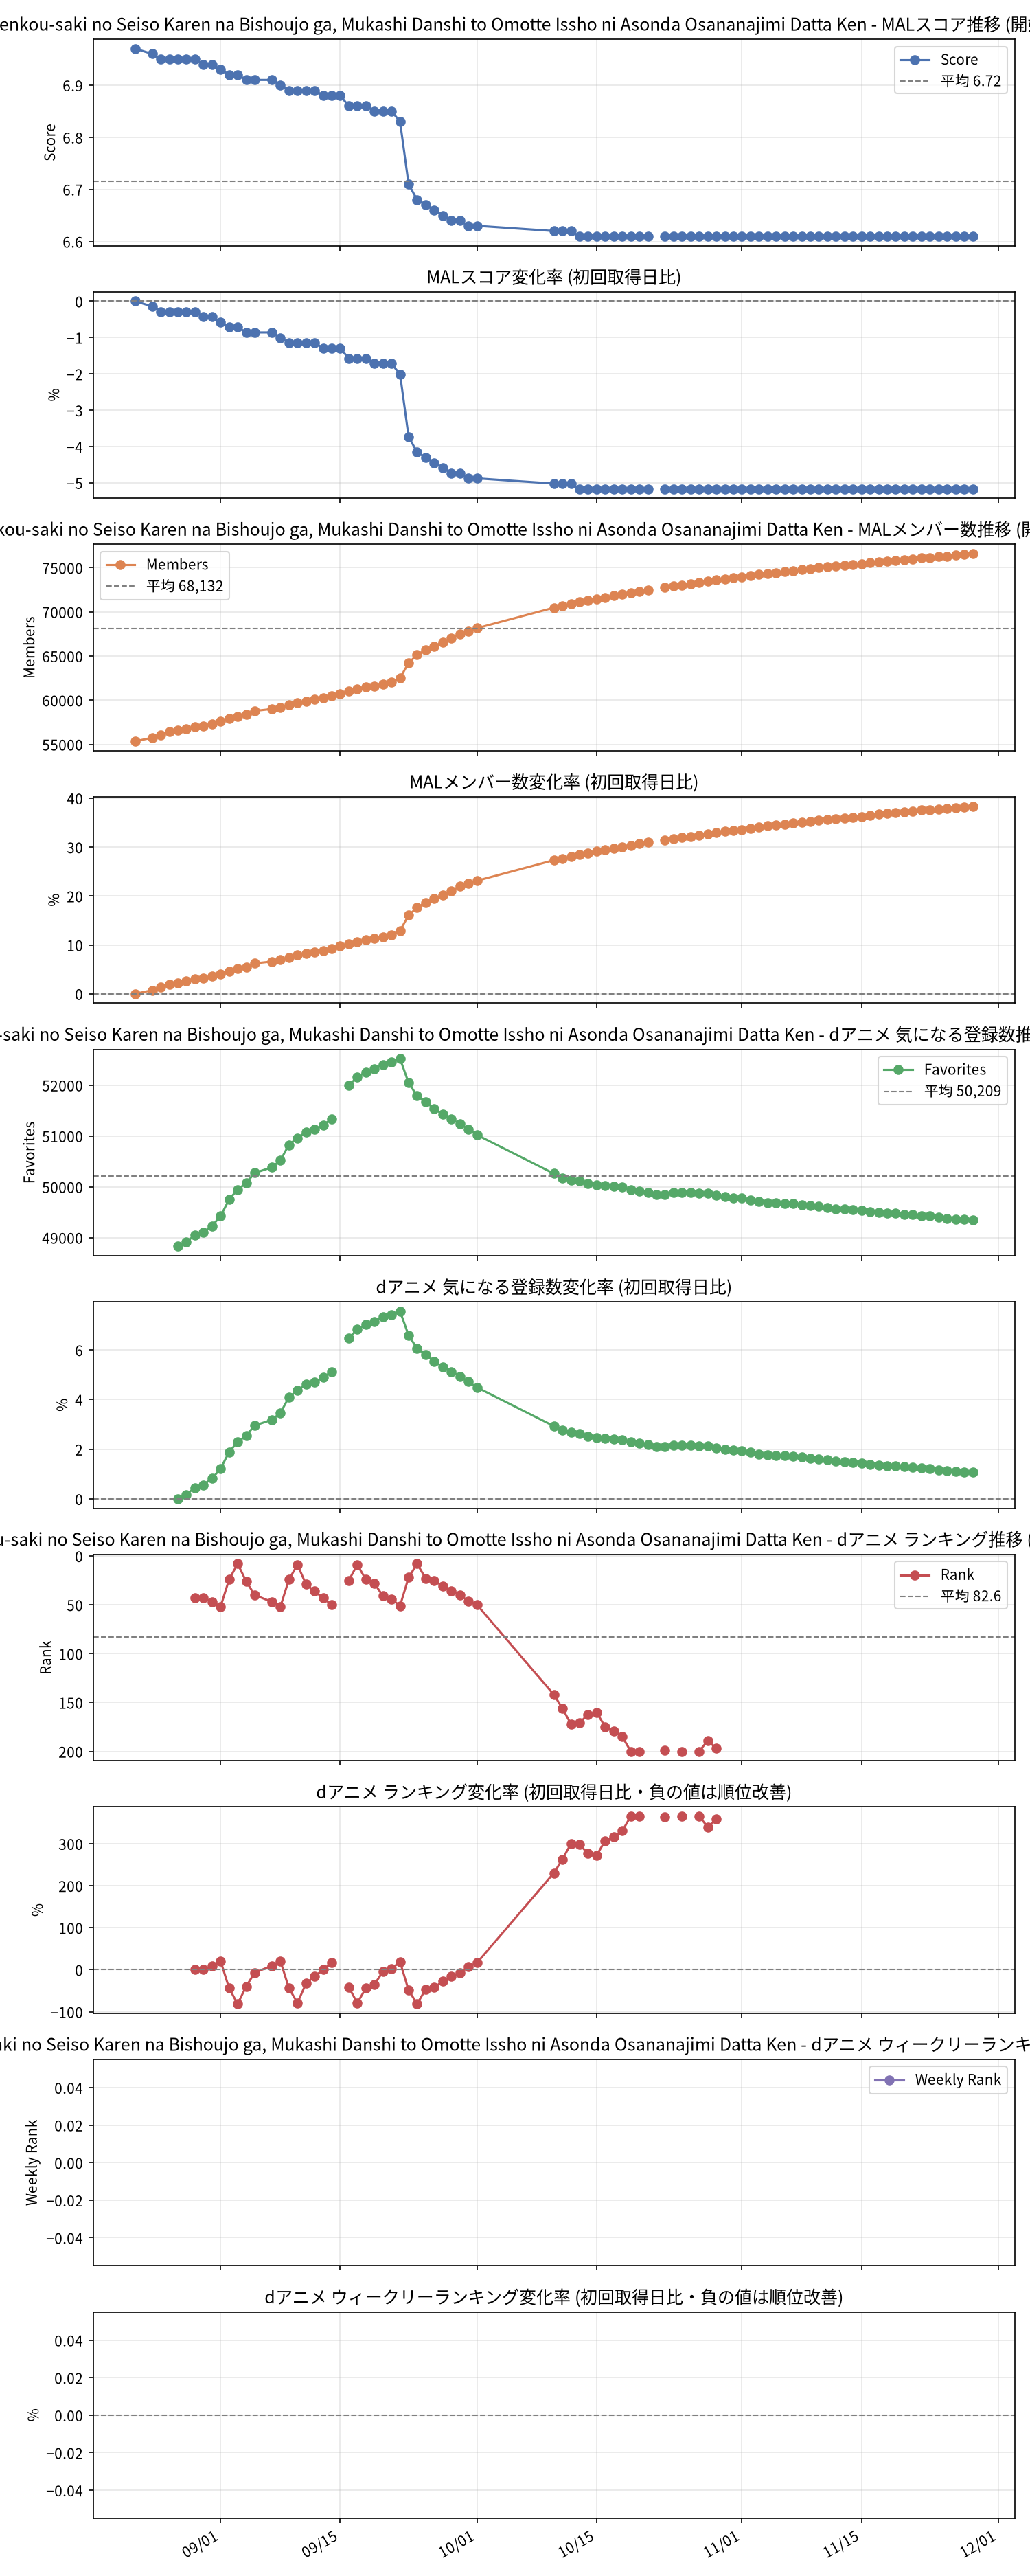 enkou-saki no Seiso Karen na Bishoujo ga, Mukashi Danshi to Omotte Issho ni Asonda Osananajimi Datta Ken - MALスコア推移 (開
Score
平均 6.72
Score
6.9
6.8
6.7
6.6
MALスコア変化率 (初回取得日比)
%
0
−1
−2
−3
−4
−5
kou-saki no Seiso Karen na Bishoujo ga, Mukashi Danshi to Omotte Issho ni Asonda Osananajimi Datta Ken - MALメンバー数推移 (
Members
平均 68,132
Members
75000
70000
65000
60000
55000
MALメンバー数変化率 (初回取得日比)
%
40
30
20
10
0
-saki no Seiso Karen na Bishoujo ga, Mukashi Danshi to Omotte Issho ni Asonda Osananajimi Datta Ken - dアニメ 気になる登録数推
Favorites
平均 50,209
Favorites
52000
51000
50000
49000
dアニメ 気になる登録数変化率 (初回取得日比)
%
6
4
2
0
u-saki no Seiso Karen na Bishoujo ga, Mukashi Danshi to Omotte Issho ni Asonda Osananajimi Datta Ken - dアニメ ランキング推移 (
Rank
平均 82.6
Rank
0
50
100
150
200
dアニメ ランキング変化率 (初回取得日比・負の値は順位改善)
%
300
200
100
0
−100
ki no Seiso Karen na Bishoujo ga, Mukashi Danshi to Omotte Issho ni Asonda Osananajimi Datta Ken - dアニメ ウィークリーランキ
Weekly Rank
Weekly Rank
0.04
0.02
0.00
−0.02
−0.04
dアニメ ウィークリーランキング変化率 (初回取得日比・負の値は順位改善)
%
0.04
0.02
0.00
−0.02
−0.04
09/01
09/15
10/01
10/15
11/01
11/15
12/01